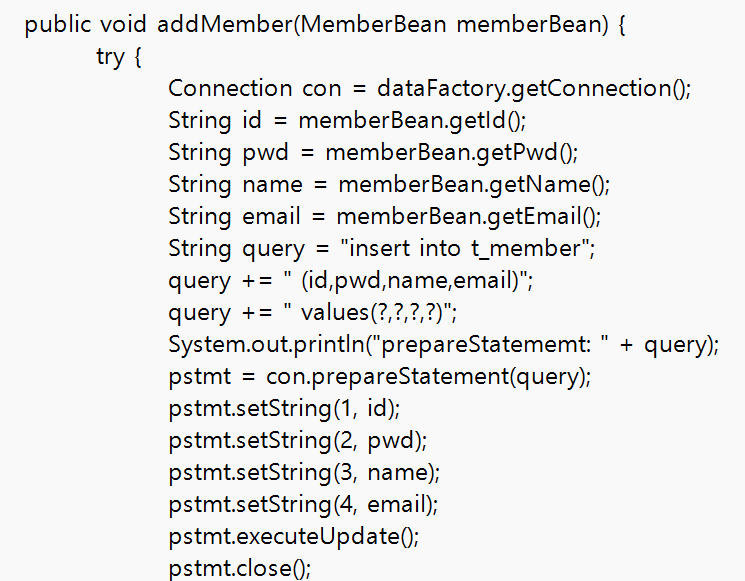 public void addMember(MemberBean memberBean) {
try {
Connection con = dataFactory.getConnection();
String id = memberBean.getId();
String pwd = memberBean.getPwd();
String name = memberBean.getName();
String email = memberBean.getEmail();
String query = "insert into t_member";
query += " (id,pwd,name,email)";
query += " values(?,?,?,?)";
System.out.println("prepareStatememt: " + query);
pstmt = con.prepareStatement(query);
pstmt.setString(1, id);
pstmt.setString(2, pwd);
pstmt.setString(3, name);
pstmt.setString(4, email);
pstmt.executeUpdate();
pstmt.close();